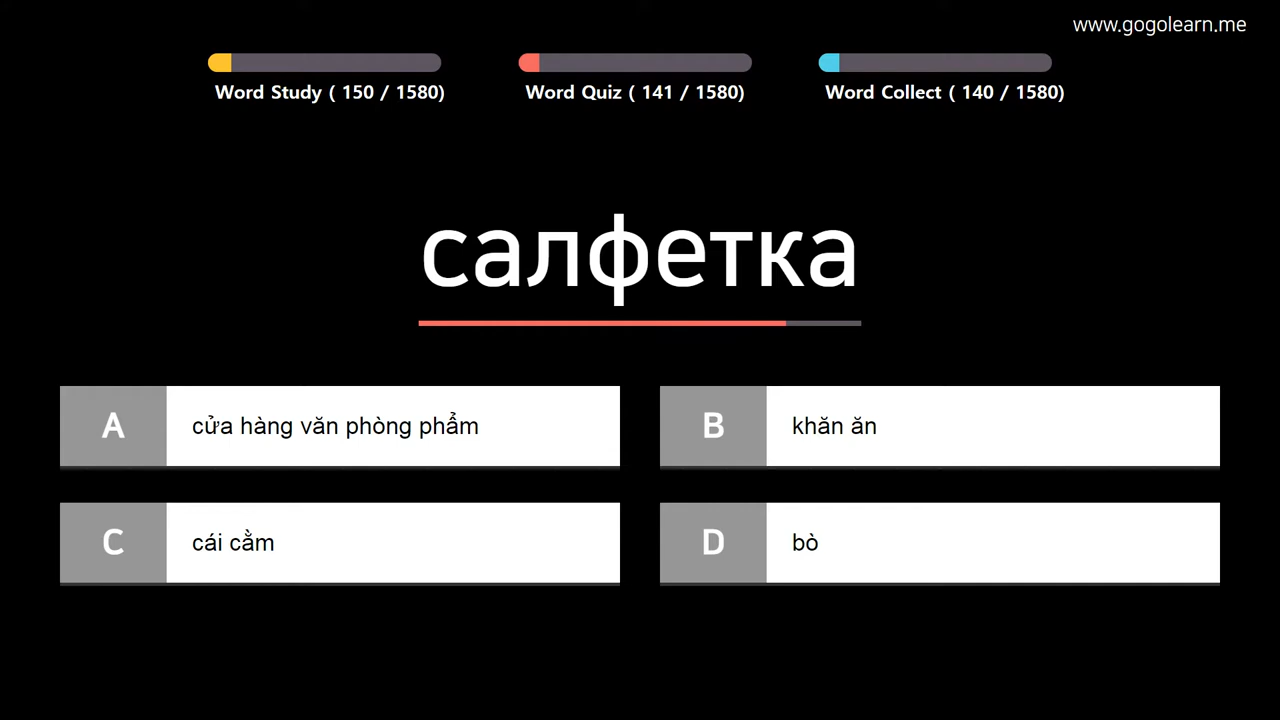 www.gogolearn.me
Word Study ( 150 / 1580)
Word Quiz ( 141 / 1580)
Word Collect ( 140 / 1580)
салфетка
A
cửa hàng văn phòng phẩm
B
khăn ăn
C
cái cằm
D
bò